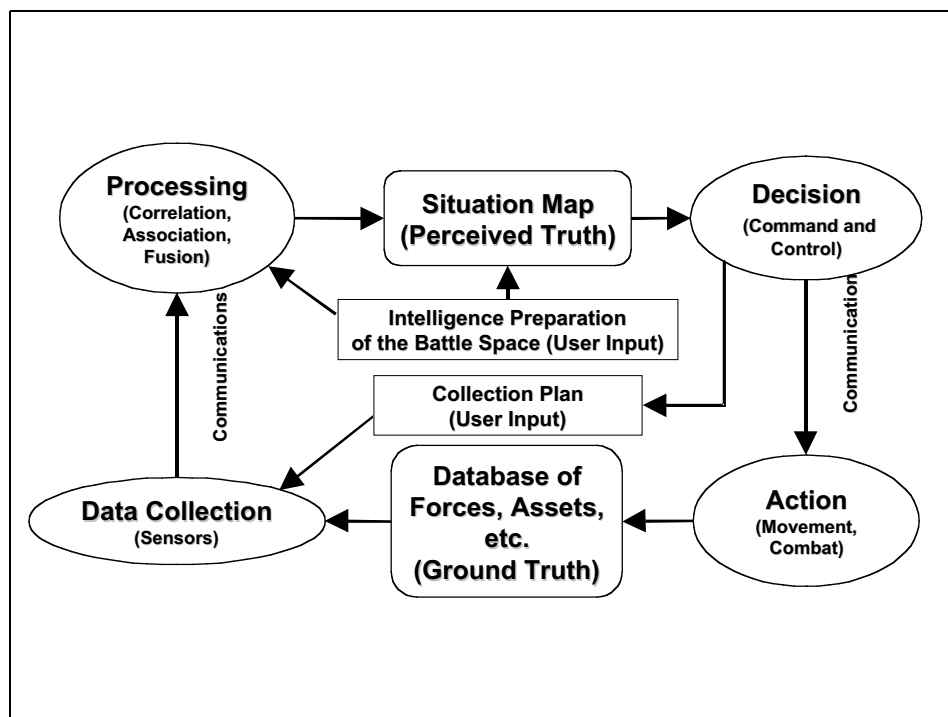 Processing
(Correlation,
Association,
Fusion)
Situation Map
(Perceived Truth)
Decision
(Command and
Control)
Intelligence Preparation
of the Battle Space (User Input)
Communications
Communication
Collection Plan
(User Input)
Data Collection
(Sensors)
Database of
Forces, Assets,
etc.
(Ground Truth)
Action
(Movement,
Combat)